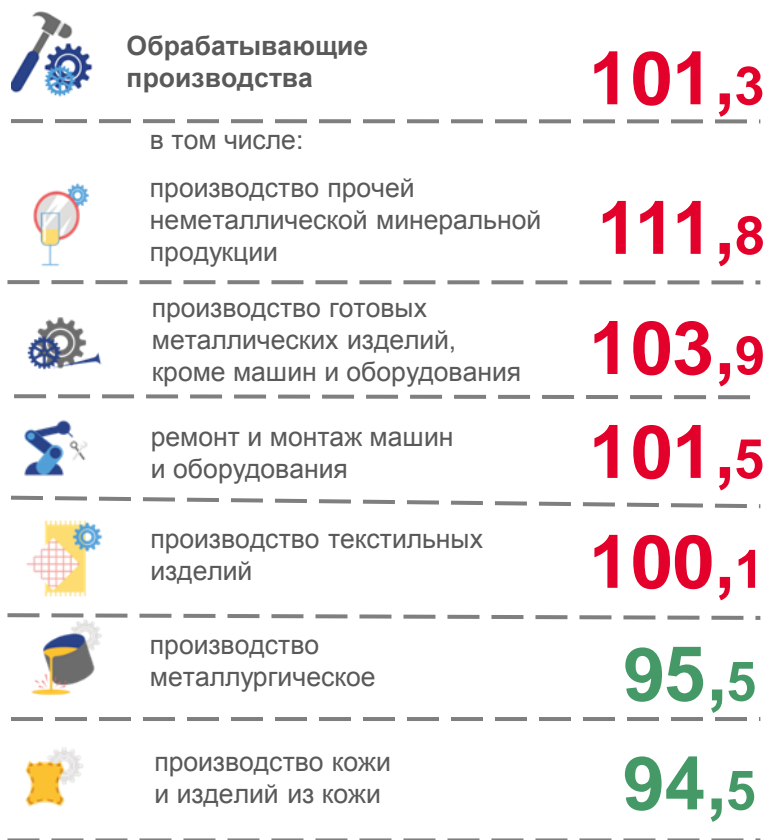 Обрабатывающие
производства
101,3
в том числе:
производство прочей
неметаллической минеральной
продукции
111,8
производство готовых
металлических изделий,
кроме машин и оборудования
103,9
ремонт и монтаж машин
и оборудования
101,5
производство текстильных
изделий
100,1
производство
металлургическое
95,5
производство кожи
и изделий из кожи
94,5